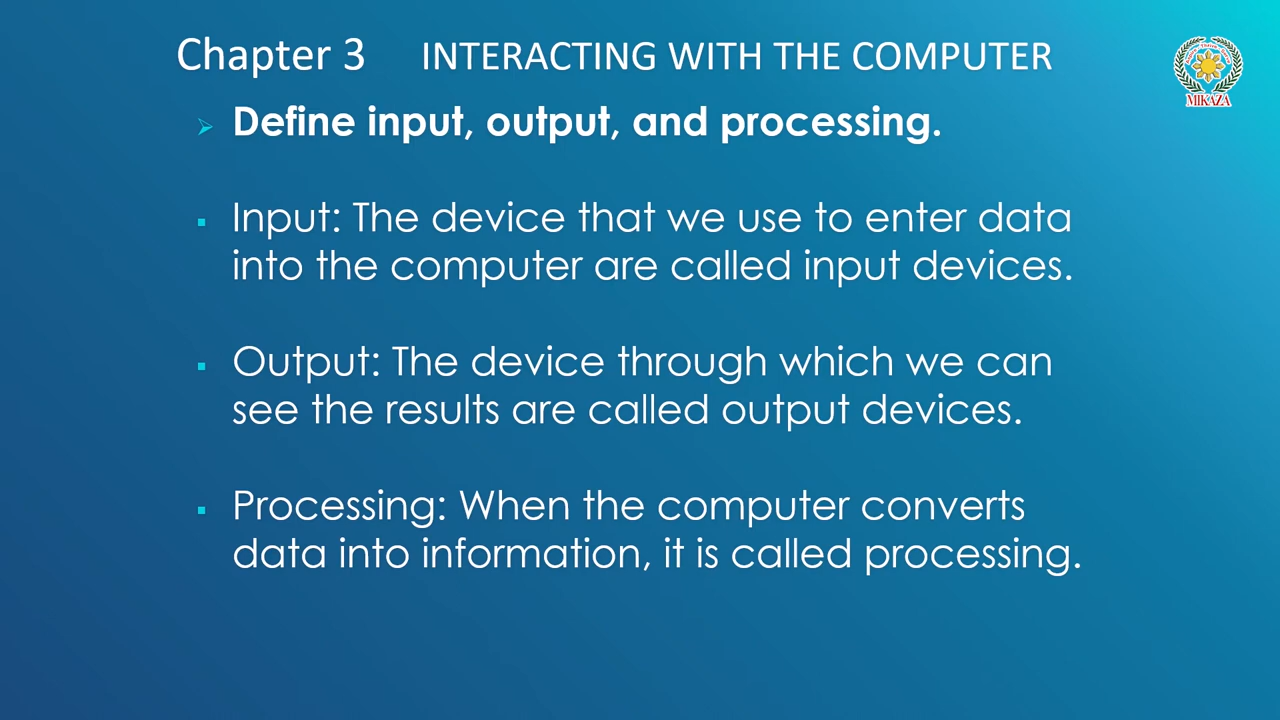 Chapter 3 INTERACTING WITH THE COMPUTER
Define input, output, and processing.
Input: The device that we use to enter data
into the computer are called input devices.
Output: The device through which we can
see the results are called output devices.
Processing: When the computer converts
data into information, it is called processing.
MIKAZA